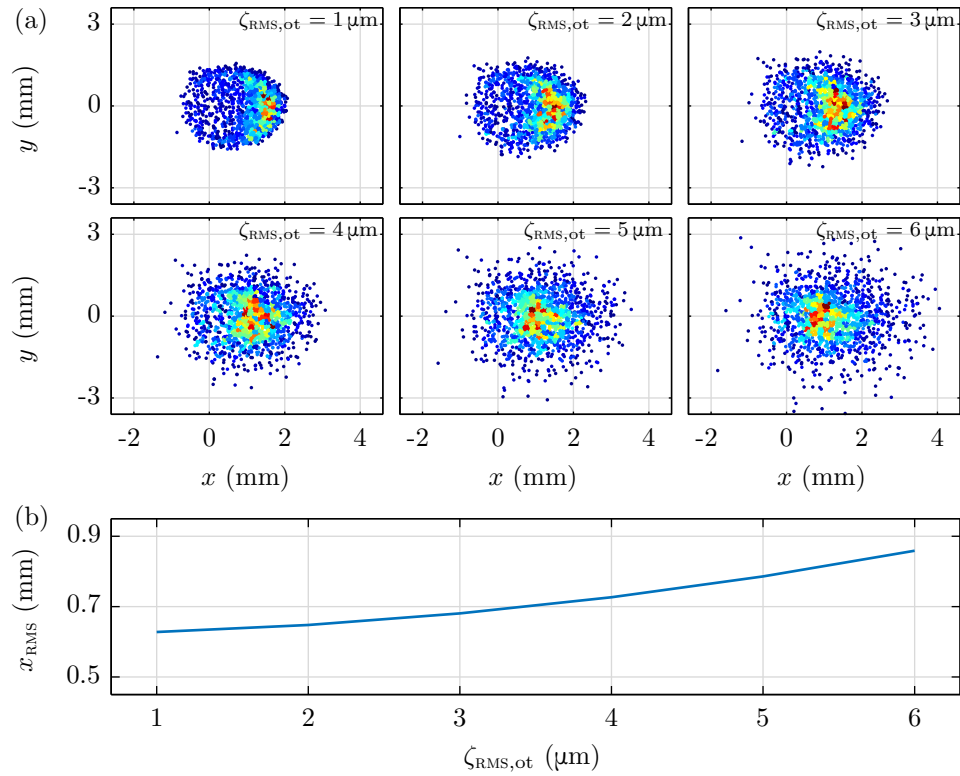 (a)
ζRMS,ot = 1 µm
ζRMS,ot = 2 µm
ζRMS,ot = 3 µm
3
0
-3
y (mm)
ζRMS,ot = 4 µm
ζRMS,ot = 5 µm
ζRMS,ot = 6 µm
3
0
-3
y (mm)
-2 0 2 4
-2 0 2 4
-2 0 2 4
x (mm)
x (mm)
x (mm)
(b)
0.9
0.7
0.5
xRMS (mm)
1 2 3 4 5 6
ζRMS,ot (µm)